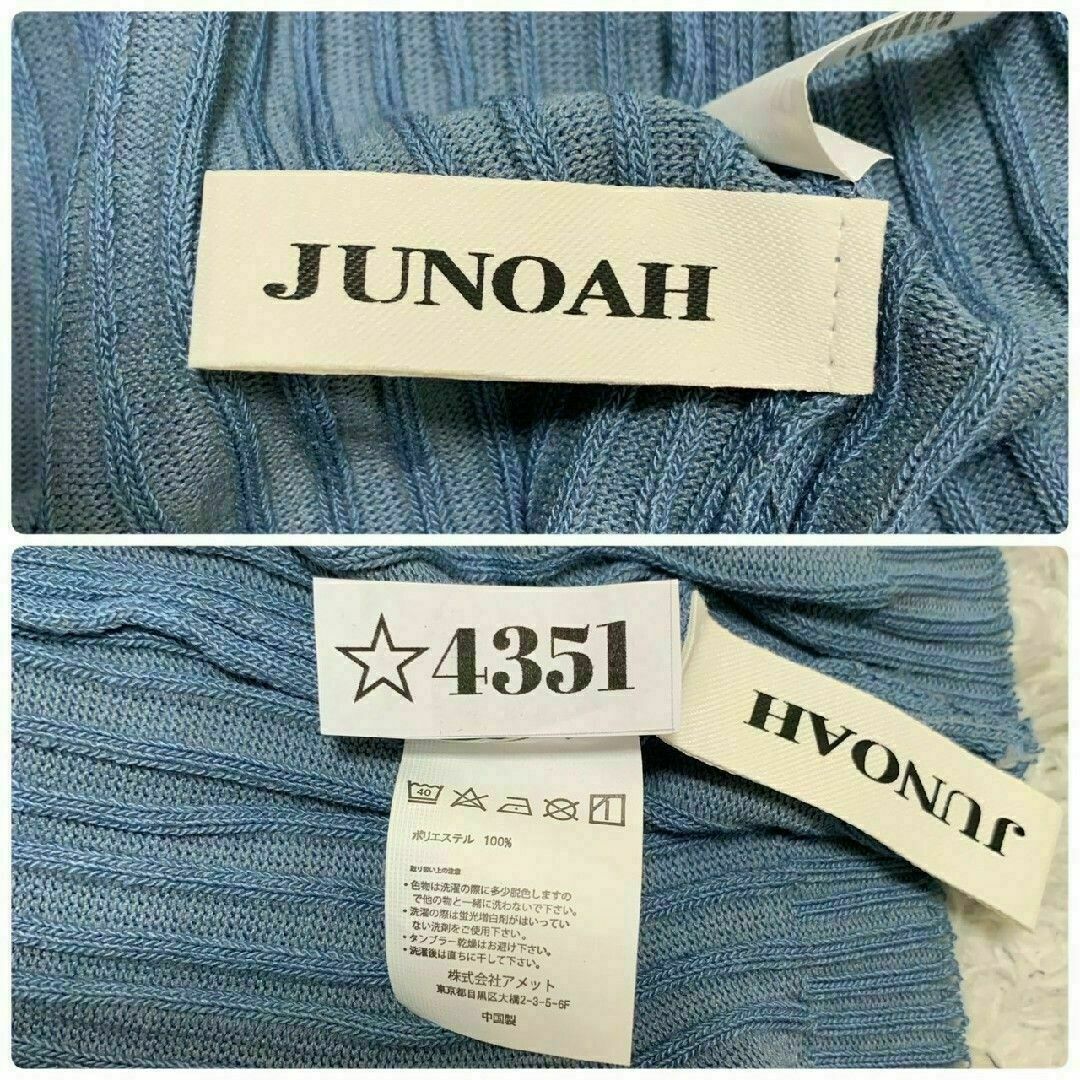 JUNOAH
☆4351
JUNOAH
40
ポリエステル 100%
取り扱い上の注意
・色物は洗濯の際に多少脱色しますの
で他の物と一緒に洗わないで下さい。
・洗濯の際は蛍光増白剤がはいってい
ない洗剤をご使用下さい。
・タンブラー乾燥はお避け下さい。
・洗濯後は直ちに干して下さい。
株式会社アメット
東京都目黒区大橋2-3-5-6F
中国製